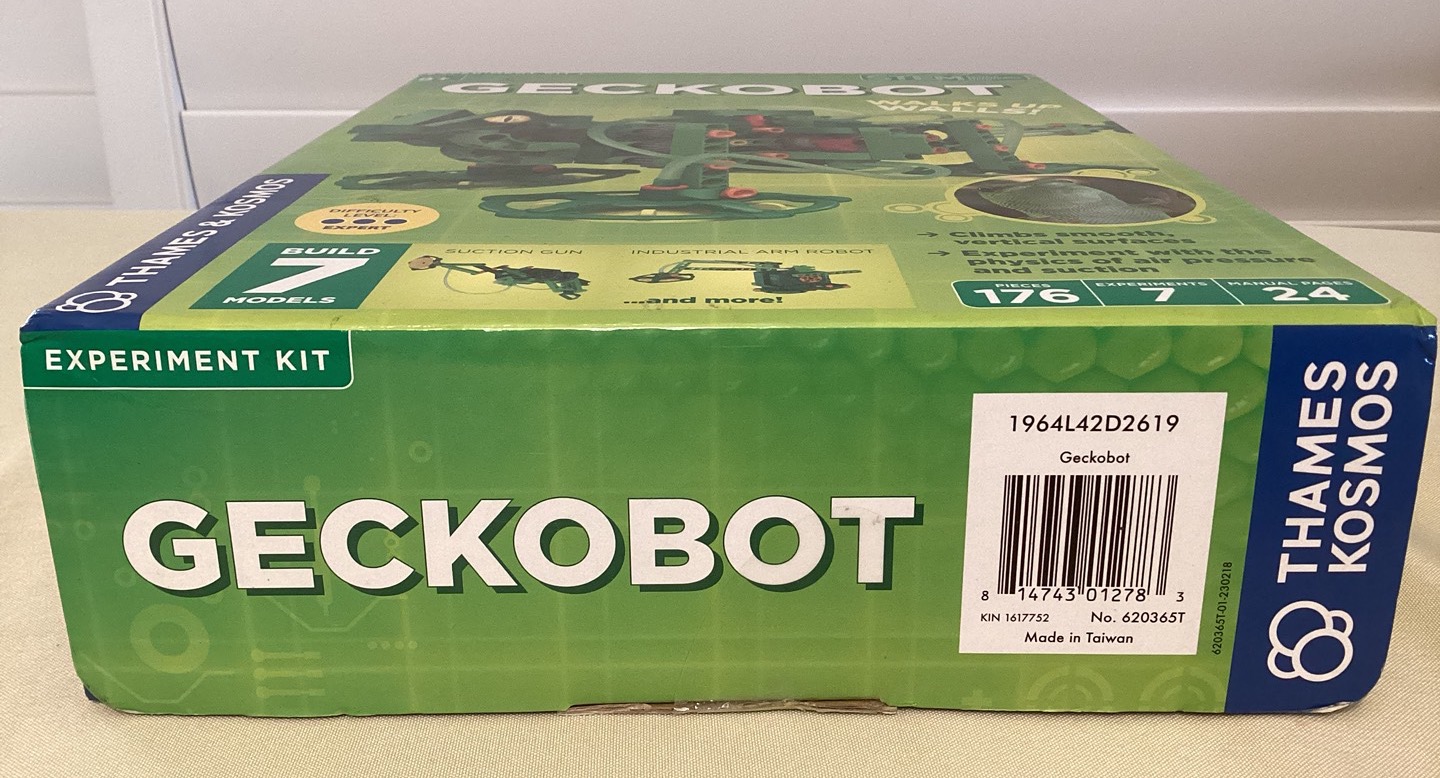 GECKOBOT
WALKS UP
WALLS!
THAMES & KOSMOS
DIFFICULTY
LEVEL:
EXPERT
BUILD
7
MODELS
SUCTION GUN
INDUSTRIAL ARM ROBOT
...and more!
→ Climbs smooth,
vertical surfaces
→ Experiment with the
physics of air pressure
and suction
PIECES
176
EXPERIMENTS
7
MANUAL PAGES
24
EXPERIMENT KIT
GECKOBOT
1964L42D2619
Geckobot
8 14743 01278 3
KIN 1617752 No. 620365T
Made in Taiwan
620365T-01-230218
THAMES
KOSMOS